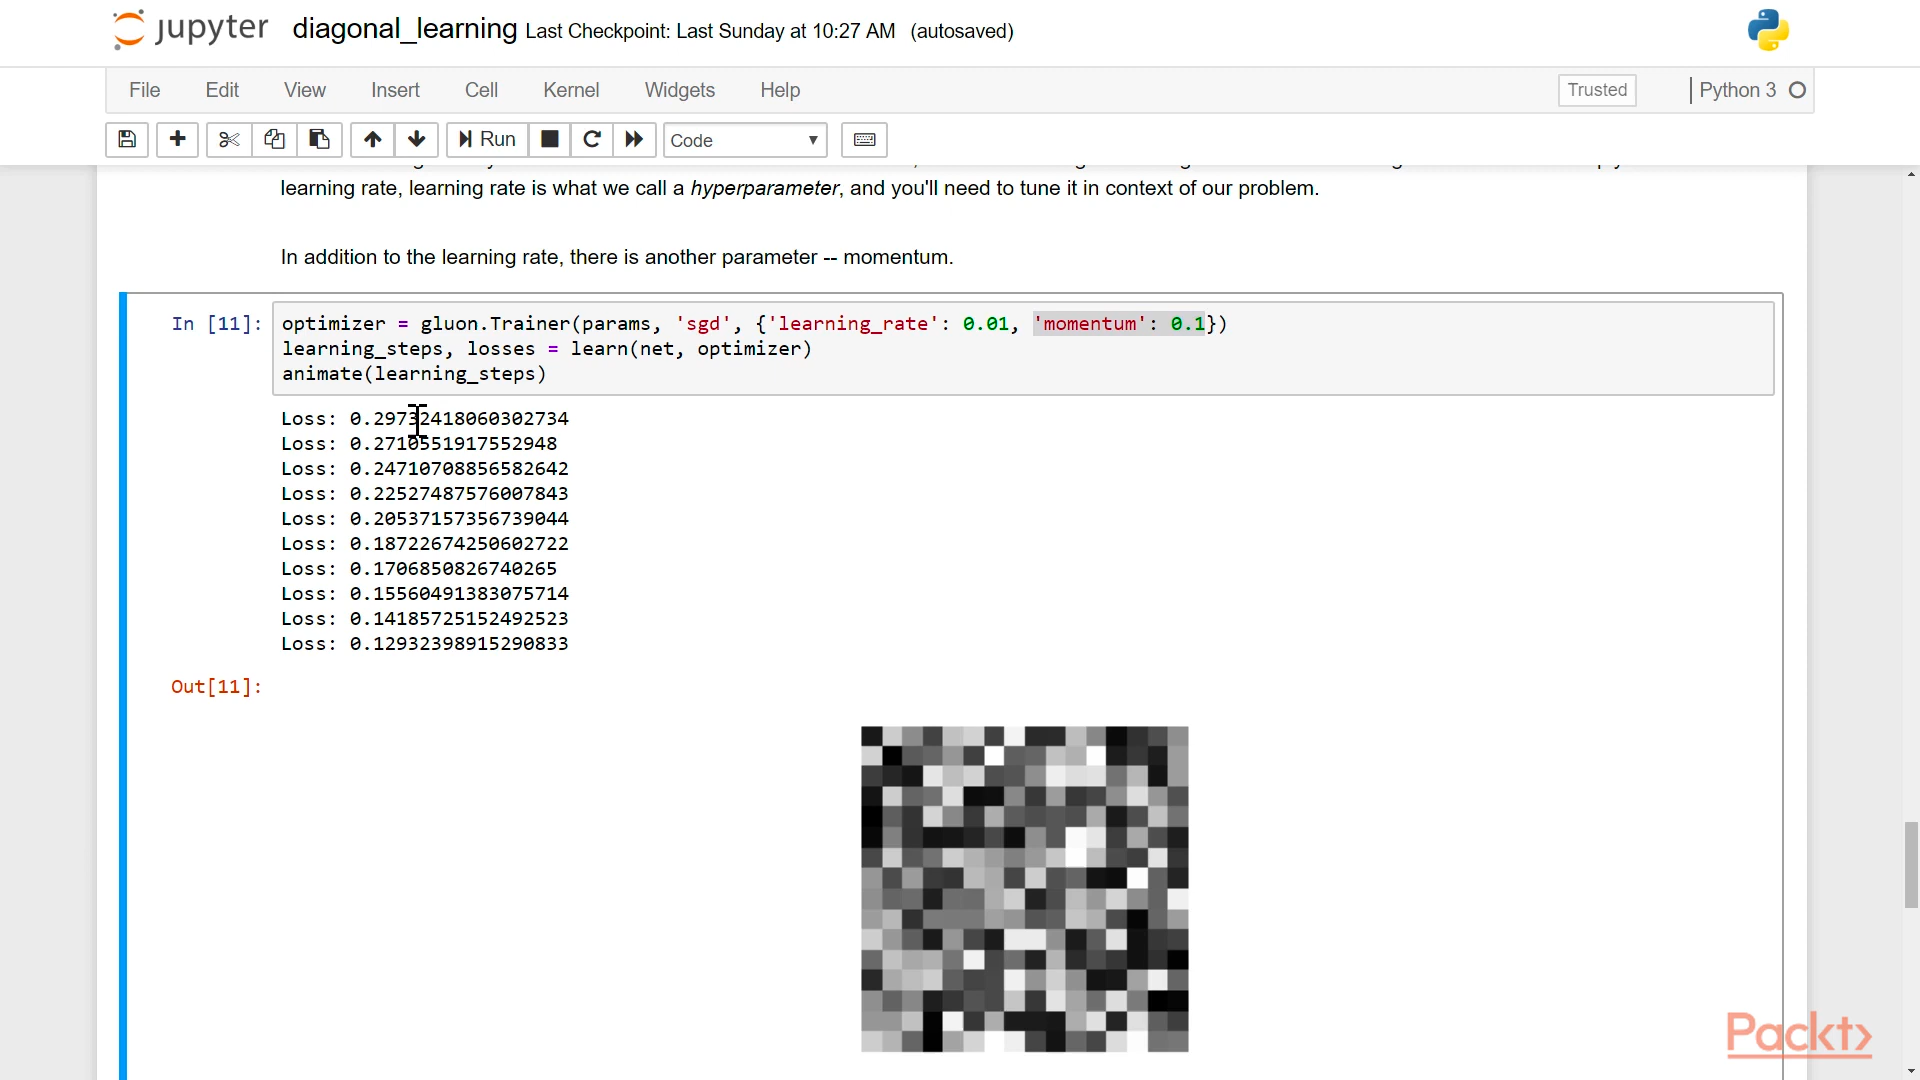 jupyter diagonal_learning Last Checkpoint: Last Sunday at 10:27 AM (autosaved)
File Edit View Insert Cell Kernel Widgets Help Trusted Python 3
Run Code
learning rate, learning rate is what we call a hyperparameter, and you'll need to tune it in context of our problem.
In addition to the learning rate, there is another parameter -- momentum.
In [11]: optimizer = gluon.Trainer(params, 'sgd', {'learning_rate': 0.01, 'momentum': 0.1})
learning_steps, losses = learn(net, optimizer)
animate(learning_steps)
Loss: 0.29732418060302734
Loss: 0.2710551917552948
Loss: 0.24710708856582642
Loss: 0.22527487576007843
Loss: 0.20537157356739044
Loss: 0.18722674250602722
Loss: 0.1706850826740265
Loss: 0.15560491383075714
Loss: 0.14185725152492523
Loss: 0.12932398915290833
Out[11]:
Packt>